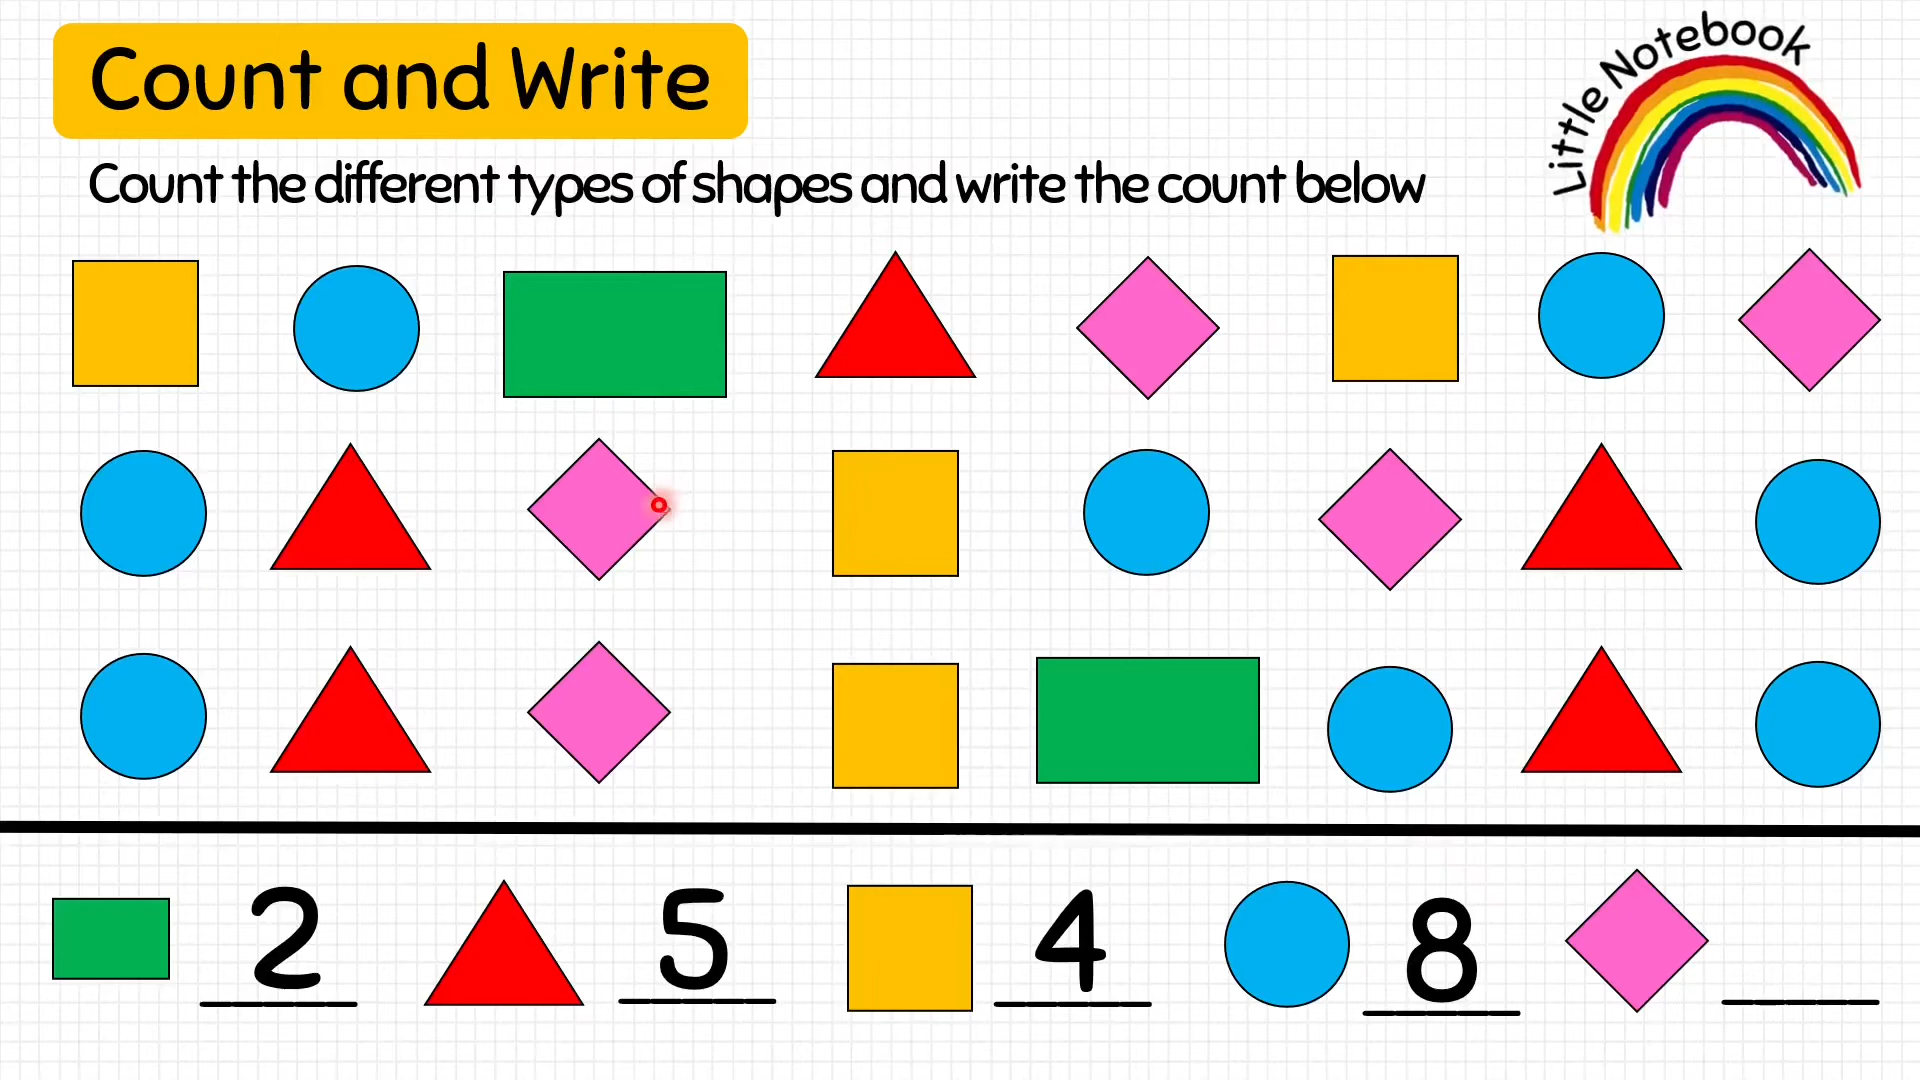 Count and Write
Little Notebook
Count the different types of shapes and write the count below
2 5 4 8